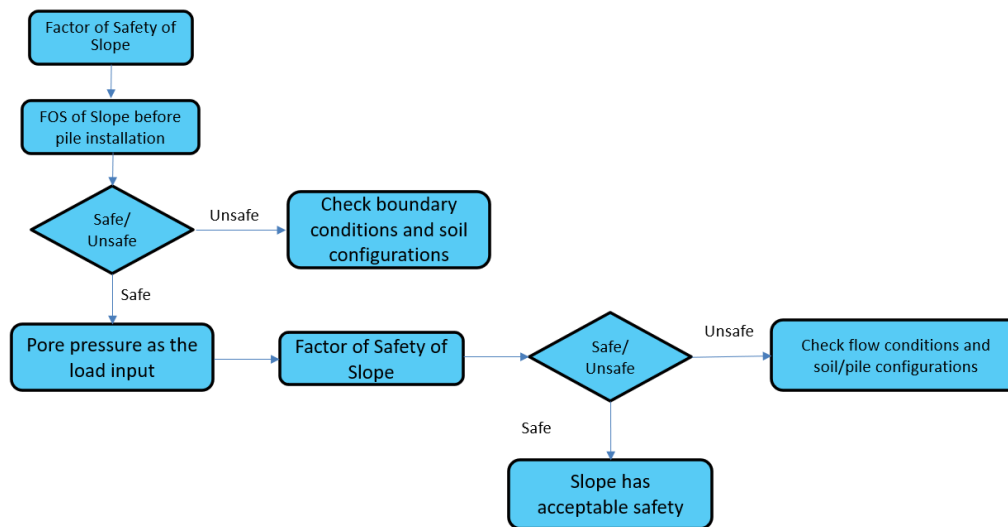 Factor of Safety of
Slope
FOS of Slope before
pile installation
Safe/
Unsafe
Unsafe
Check boundary
conditions and soil
configurations
Safe
Pore pressure as the
load input
Factor of Safety of
Slope
Safe/
Unsafe
Unsafe
Check flow conditions and
soil/pile configurations
Safe
Slope has
acceptable safety